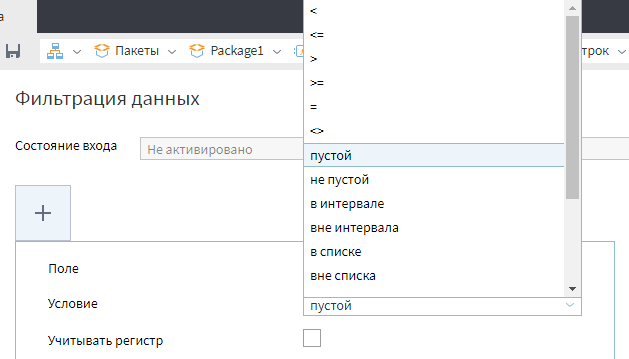 а
Пакеты Package1 трок
Фильтрация данных
Состояние входа Не активировано
<
<=
>
>=
=
<>
пустой
не пустой
в интервале
вне интервала
в списке
вне списка
Поле
Условие пустой
Учитывать регистр